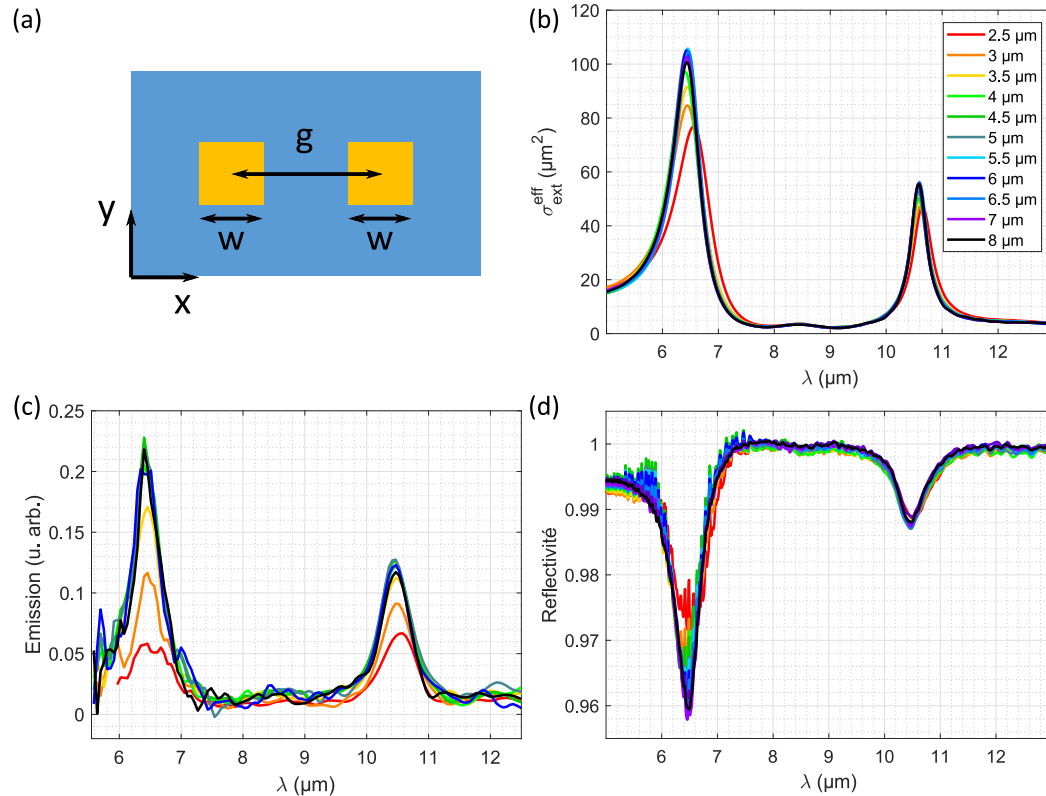 (a)
g
w
w
y
x
(b)
σ_ext^eff (µm²)
120
100
80
60
40
20
0
6
7
8
9
10
11
12
λ (µm)
2.5 µm
3 µm
3.5 µm
4 µm
4.5 µm
5 µm
5.5 µm
6 µm
6.5 µm
7 µm
8 µm
(c)
Emission (u. arb.)
0.25
0.2
0.15
0.1
0.05
0
6
7
8
9
10
11
12
λ (µm)
(d)
Reflectivité
1
0.99
0.98
0.97
0.96
6
7
8
9
10
11
12
λ (µm)